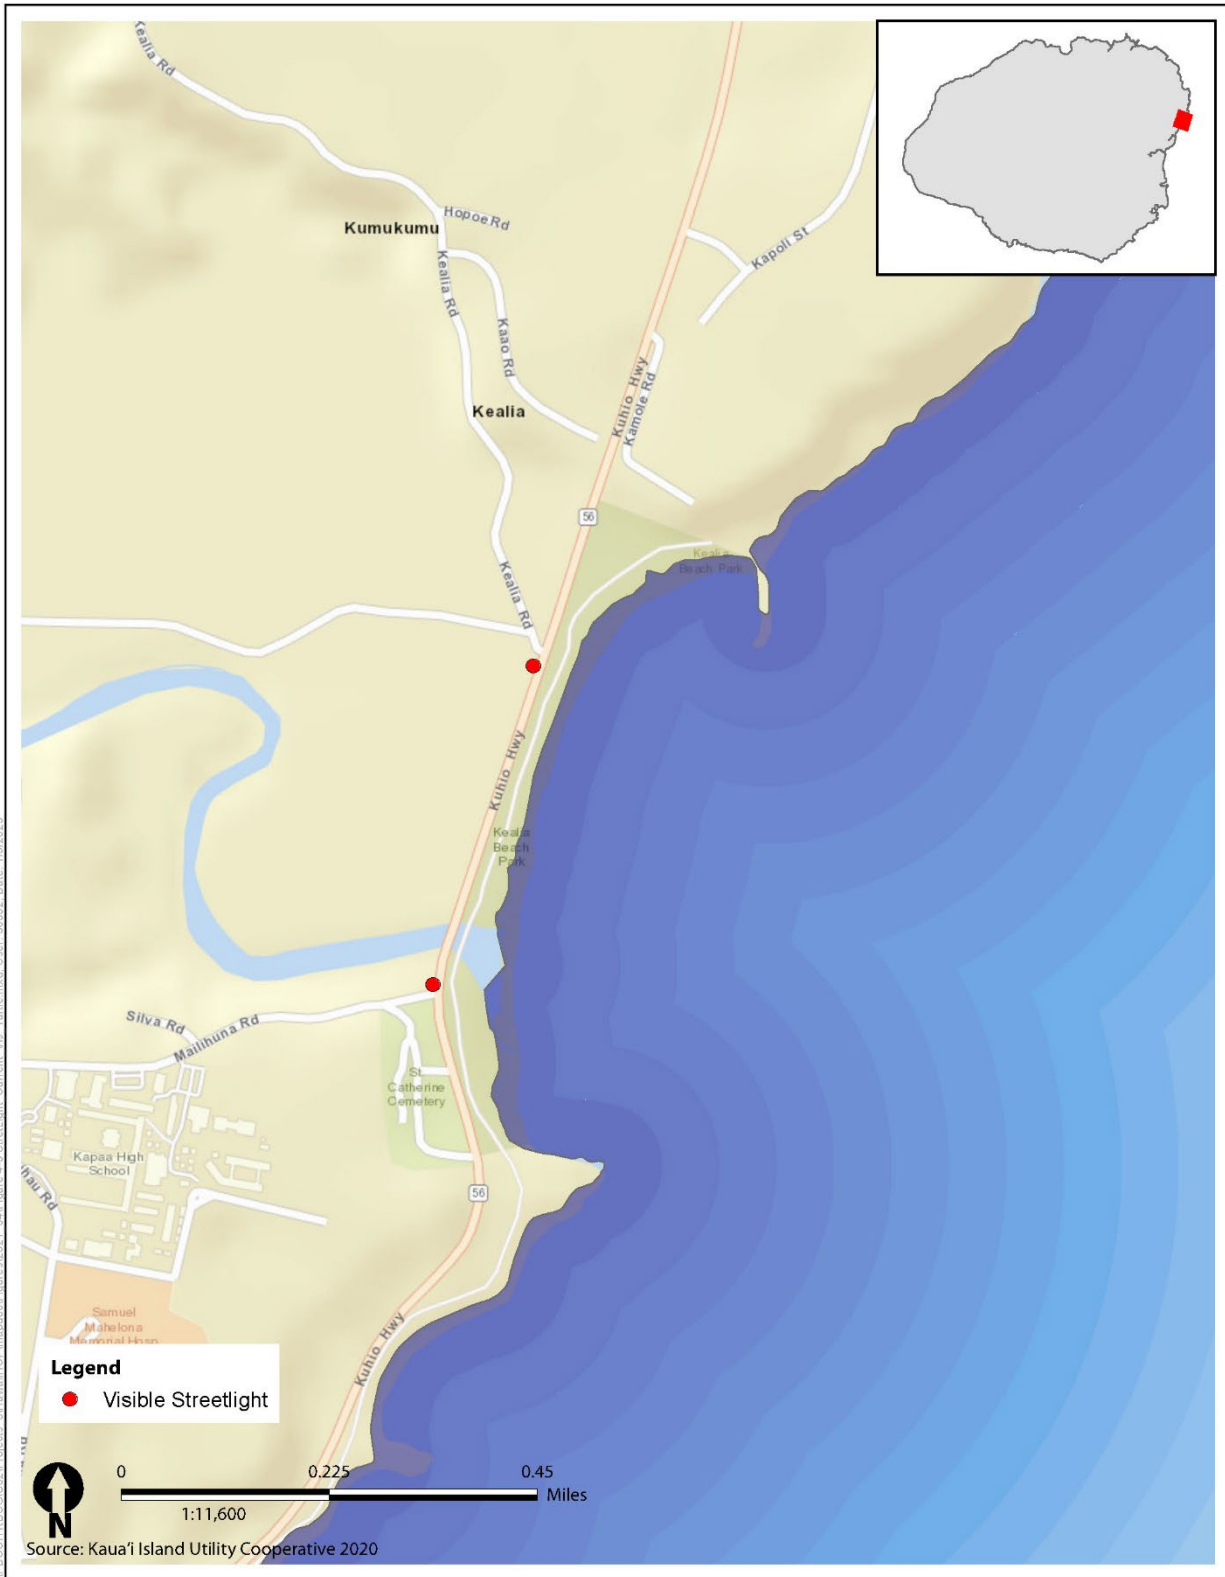 Kealia Rd
Hopoe Rd
Kumukumu
Kapoli St
Kealia Rd
Kaao Rd
Kuhio Hwy
Kamole Rd
Kealia
56
Kealia
Beach Park
Kealia Rd
Kuhio Hwy
Kealia
Beach
Park
Silva Rd
Mailihuna Rd
St.
Catherine
Cemetery
Kapaa High
School
56
Samuel
Mahelona
Memorial Hosp
Kuhio Hwy
Legend
Visible Streetlight
0 0.225 0.45
Miles
1:11,600
N
Source: Kaua‘i Island Utility Cooperative 2020